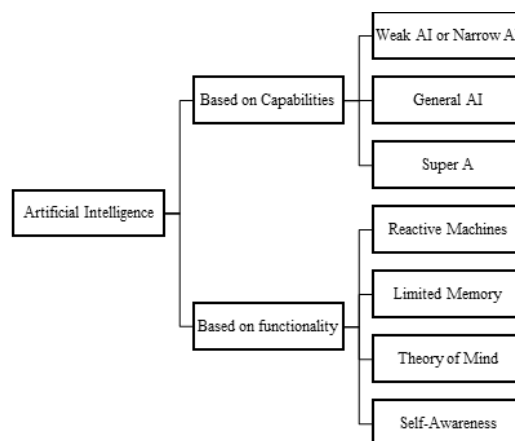 Weak AI or Narrow A
Based on Capabilities
General AI
Super A
Artificial Intelligence
Reactive Machines
Limited Memory
Based on functionality
Theory of Mind
Self-Awareness